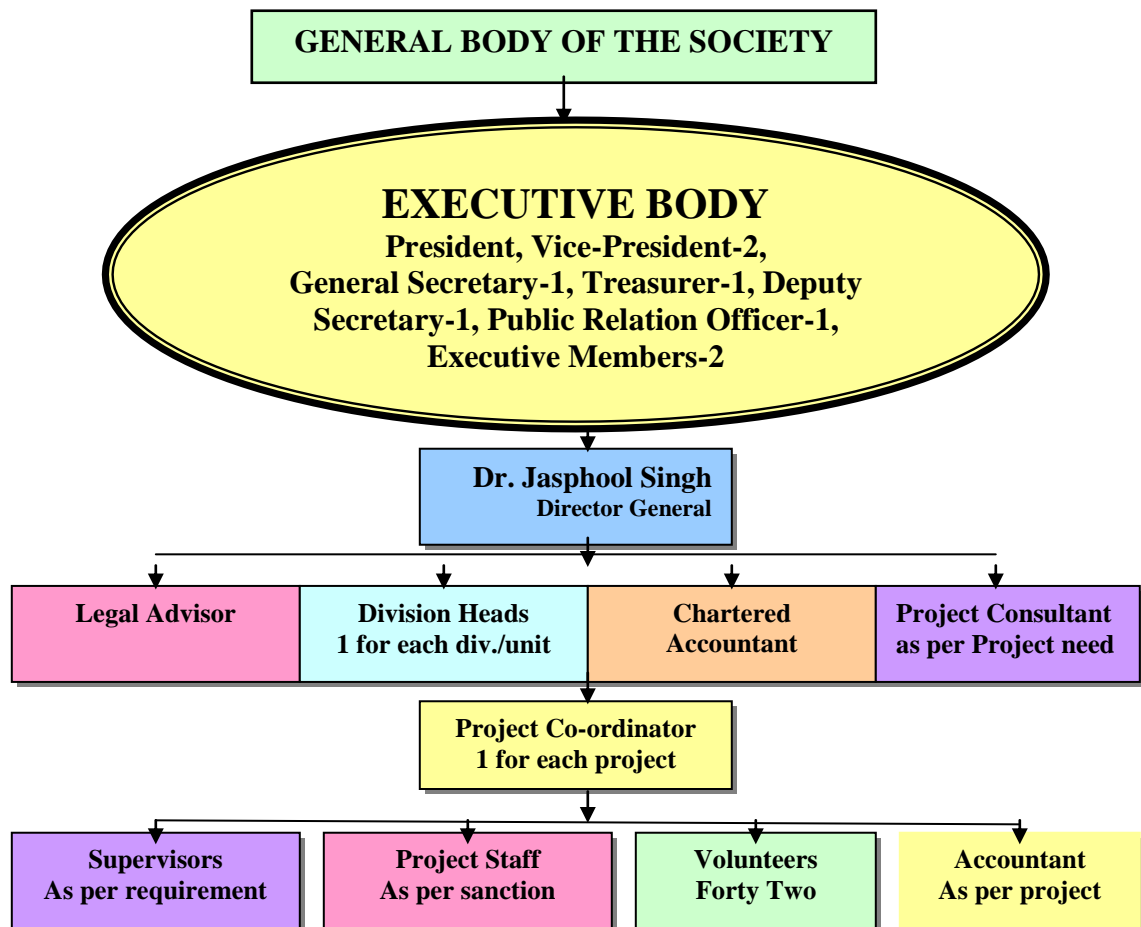 GENERAL BODY OF THE SOCIETY
EXECUTIVE BODY
President, Vice-President-2,
General Secretary-1, Treasurer-1, Deputy
Secretary-1, Public Relation Officer-1,
Executive Members-2
Dr. Jasphool Singh
Director General
Legal Advisor
Division Heads
1 for each div./unit
Chartered
Accountant
Project Consultant
as per Project need
Project Co-ordinator
1 for each project
Supervisors
As per requirement
Project Staff
As per sanction
Volunteers
Forty Two
Accountant
As per project